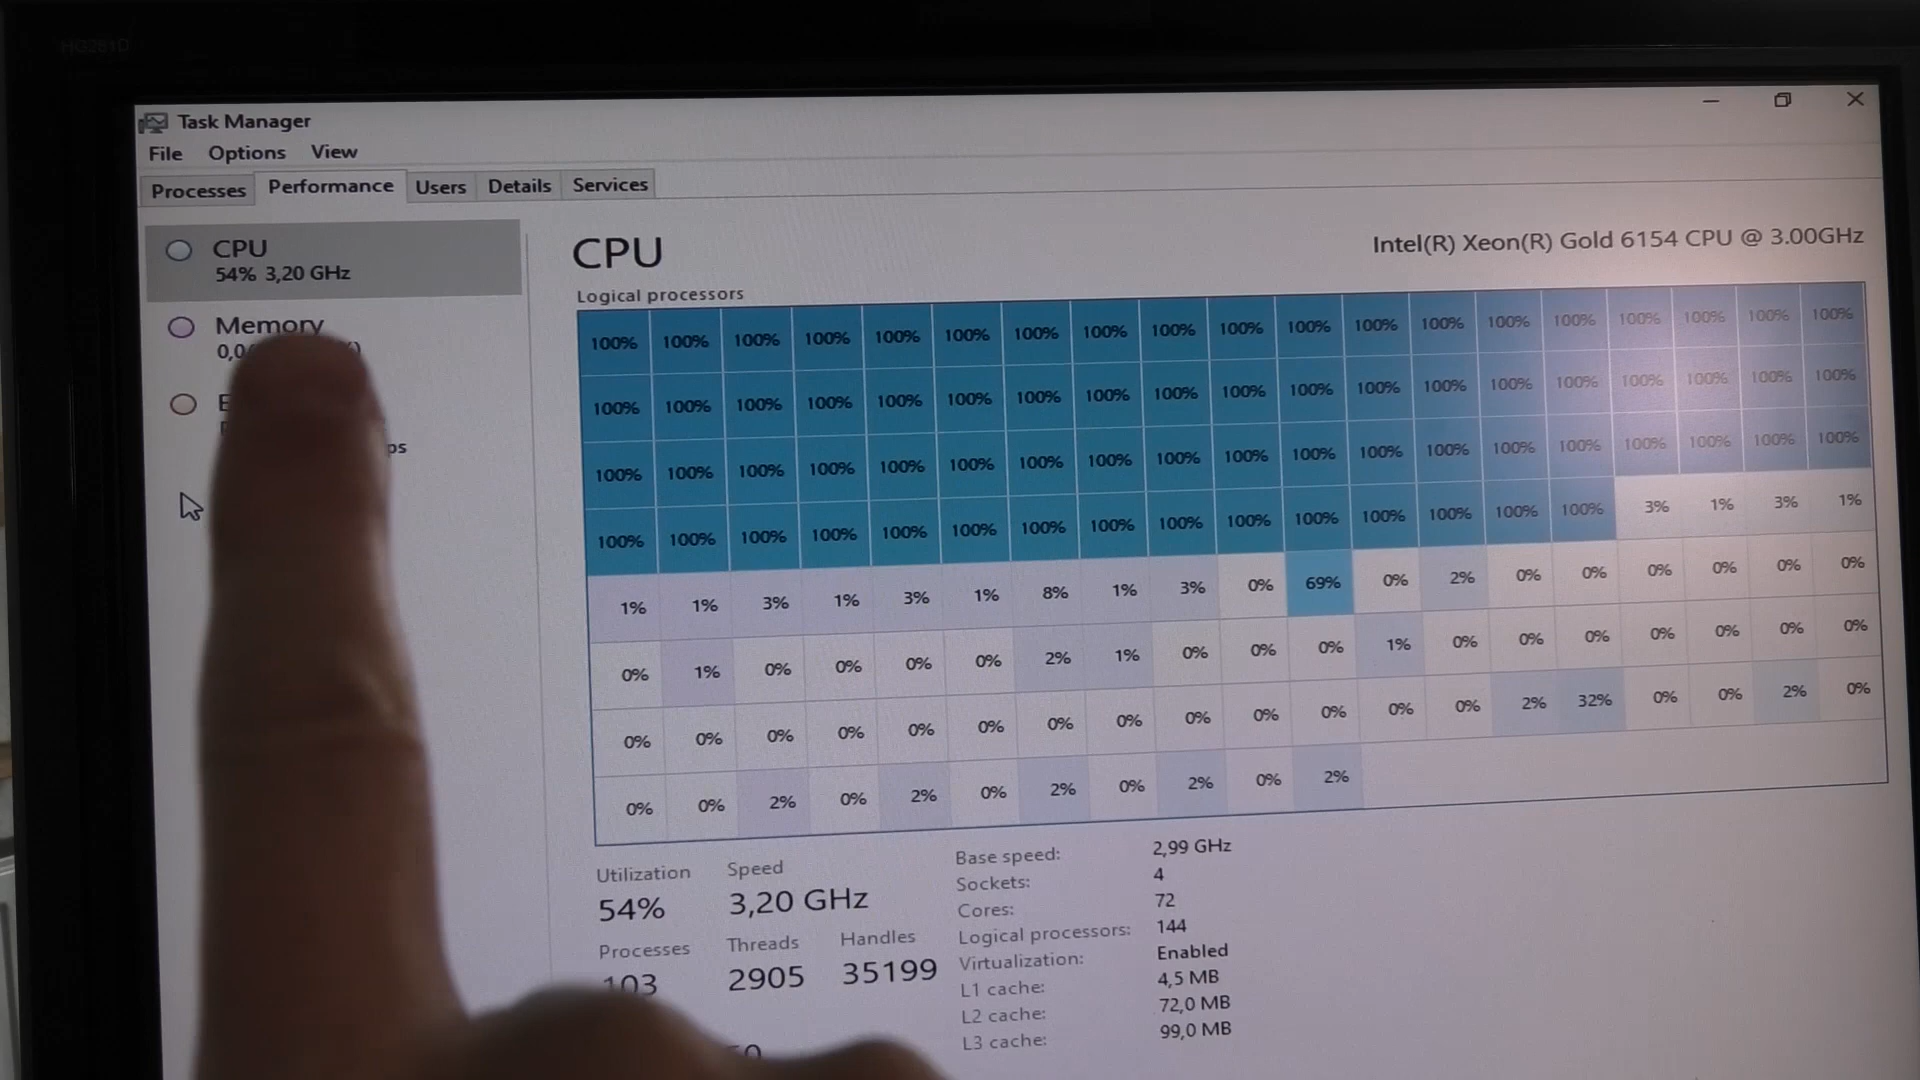 HG281D
Task Manager
File Options View
Processes Performance Users Details Services
CPU
54% 3,20 GHz
Memory
0,0
E
ps
CPU
Intel(R) Xeon(R) Gold 6154 CPU @ 3.00GHz
Logical processors
100% 100% 100% 100% 100% 100% 100% 100% 100% 100% 100% 100% 100% 100% 100% 100% 100% 100% 100%
100% 100% 100% 100% 100% 100% 100% 100% 100% 100% 100% 100% 100% 100% 100% 100% 100% 100% 100%
100% 100% 100% 100% 100% 100% 100% 100% 100% 100% 100% 100% 100% 100% 100% 100% 100% 100% 100%
100% 100% 100% 100% 100% 100% 100% 100% 100% 100% 100% 100% 100% 100% 100% 3% 1% 3% 1%
1% 1% 3% 1% 3% 1% 8% 1% 3% 0% 69% 0% 2% 0% 0% 0% 0% 0% 0%
0% 1% 0% 0% 0% 0% 2% 1% 0% 0% 0% 1% 0% 0% 0% 0% 0% 0% 0%
0% 0% 0% 0% 0% 0% 0% 0% 0% 0% 0% 0% 0% 2% 32% 0% 0% 2% 0%
0% 0% 2% 0% 2% 0% 2% 0% 2% 0% 2%
Utilization Speed
54% 3,20 GHz
Processes Threads Handles
103 2905 35199
Base speed: 2,99 GHz
Sockets: 4
Cores: 72
Logical processors: 144
Virtualization: Enabled
L1 cache: 4,5 MB
L2 cache: 72,0 MB
L3 cache: 99,0 MB